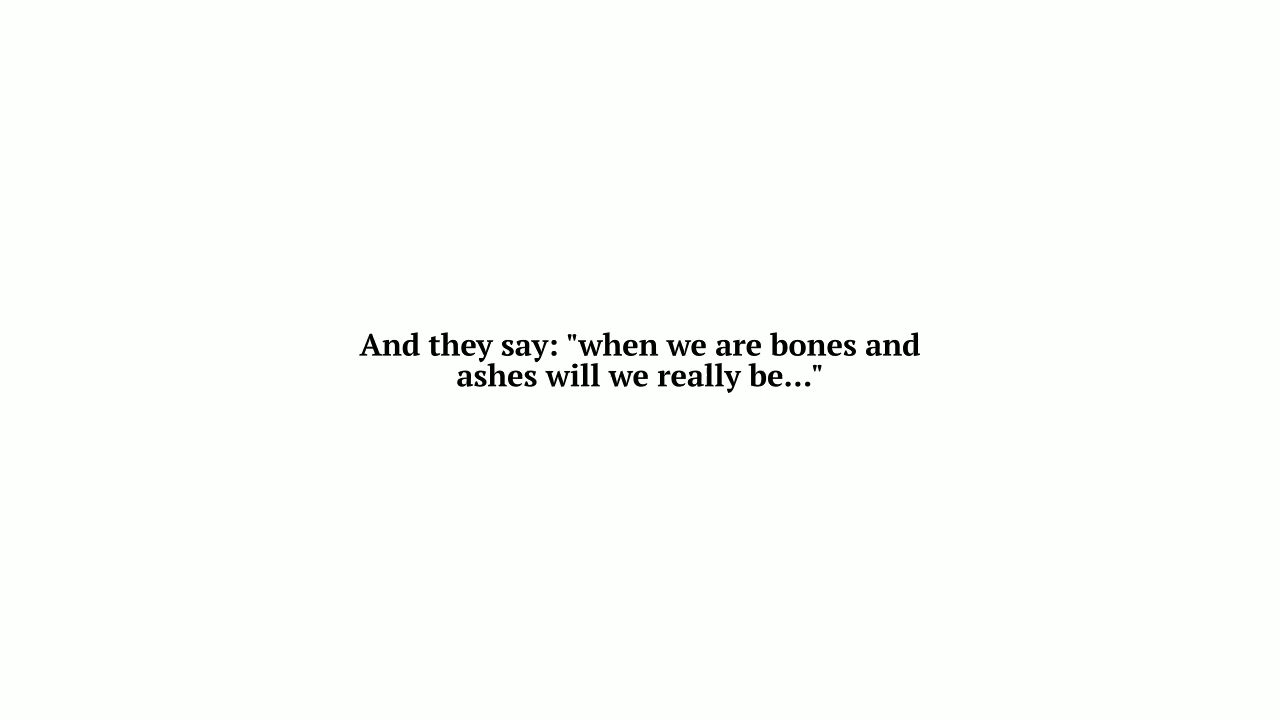 And they say: "when we are bones and
ashes will we really be..."